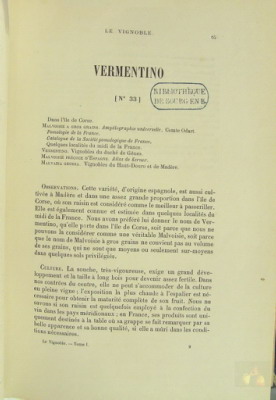 LE VIGNOBLE
65
VERMENTINO
[N° 33]
BIBLIOTHÈQUE
DE BOURG ENS.
Dans l'île de Corse.
MALVOISIE A GROS GRAINS. Ampélographie universelle. Comte Odart.
Pomologie de la France.
Catalogue de la Société pomologique de France.
Quelques localités du midi de la France.
VERMENTINO. Vignobles du duché de Gênes.
MALVOISIE PRÉCOCE D'ESPAGNE. Bites de
Vignobles du Haut-Douro et de Madère.
OBSERVATIONS. Cette variété, d'origine espagnole, est aussi cul-
tivée à Madère et dans une assez grande proportion dans l'île de
Corse, où son raisin est considéré comme le meilleur à passeriller.
Elle est également connue et estimée dans quelques localités du
midi de la France. Nous avons préféré lui donner le nom de Ver-
mentino, qu'elle porte dans l'île de Corse, soit parce que nous ne
pouvons le considérer comme une véritable Malvoisie, soit parce
que le nom de Malvoisie à gros grains ne convient pas au volume
de ses grains, qui ne sont que moyens ou seulement sur-moyens
dans quelques sols privilégiés.
CULTURE. La souche, très-vigoureuse, exige un grand déve-
loppement et la taille à long bois pour devenir assez fertile. Dans
nos contrées du centre, elle ne peut s'accommoder de la culture
en pleine vigne; l'exposition la plus chaude à l'espalier est né-
cessaire pour obtenir la maturité complète de son fruit. Nous ne
savons si son raisin est quelquefois employé à la confection du
vin dans les pays méridionaux; en France, ses produits sont uni-
quement destinés à la table où sa grappe se fait remarquer par sa
belle apparence et sa bonne qualité, si elle a mûri dans les condi-
tions nécessaires.
Le Vignoble. — Tome I
9